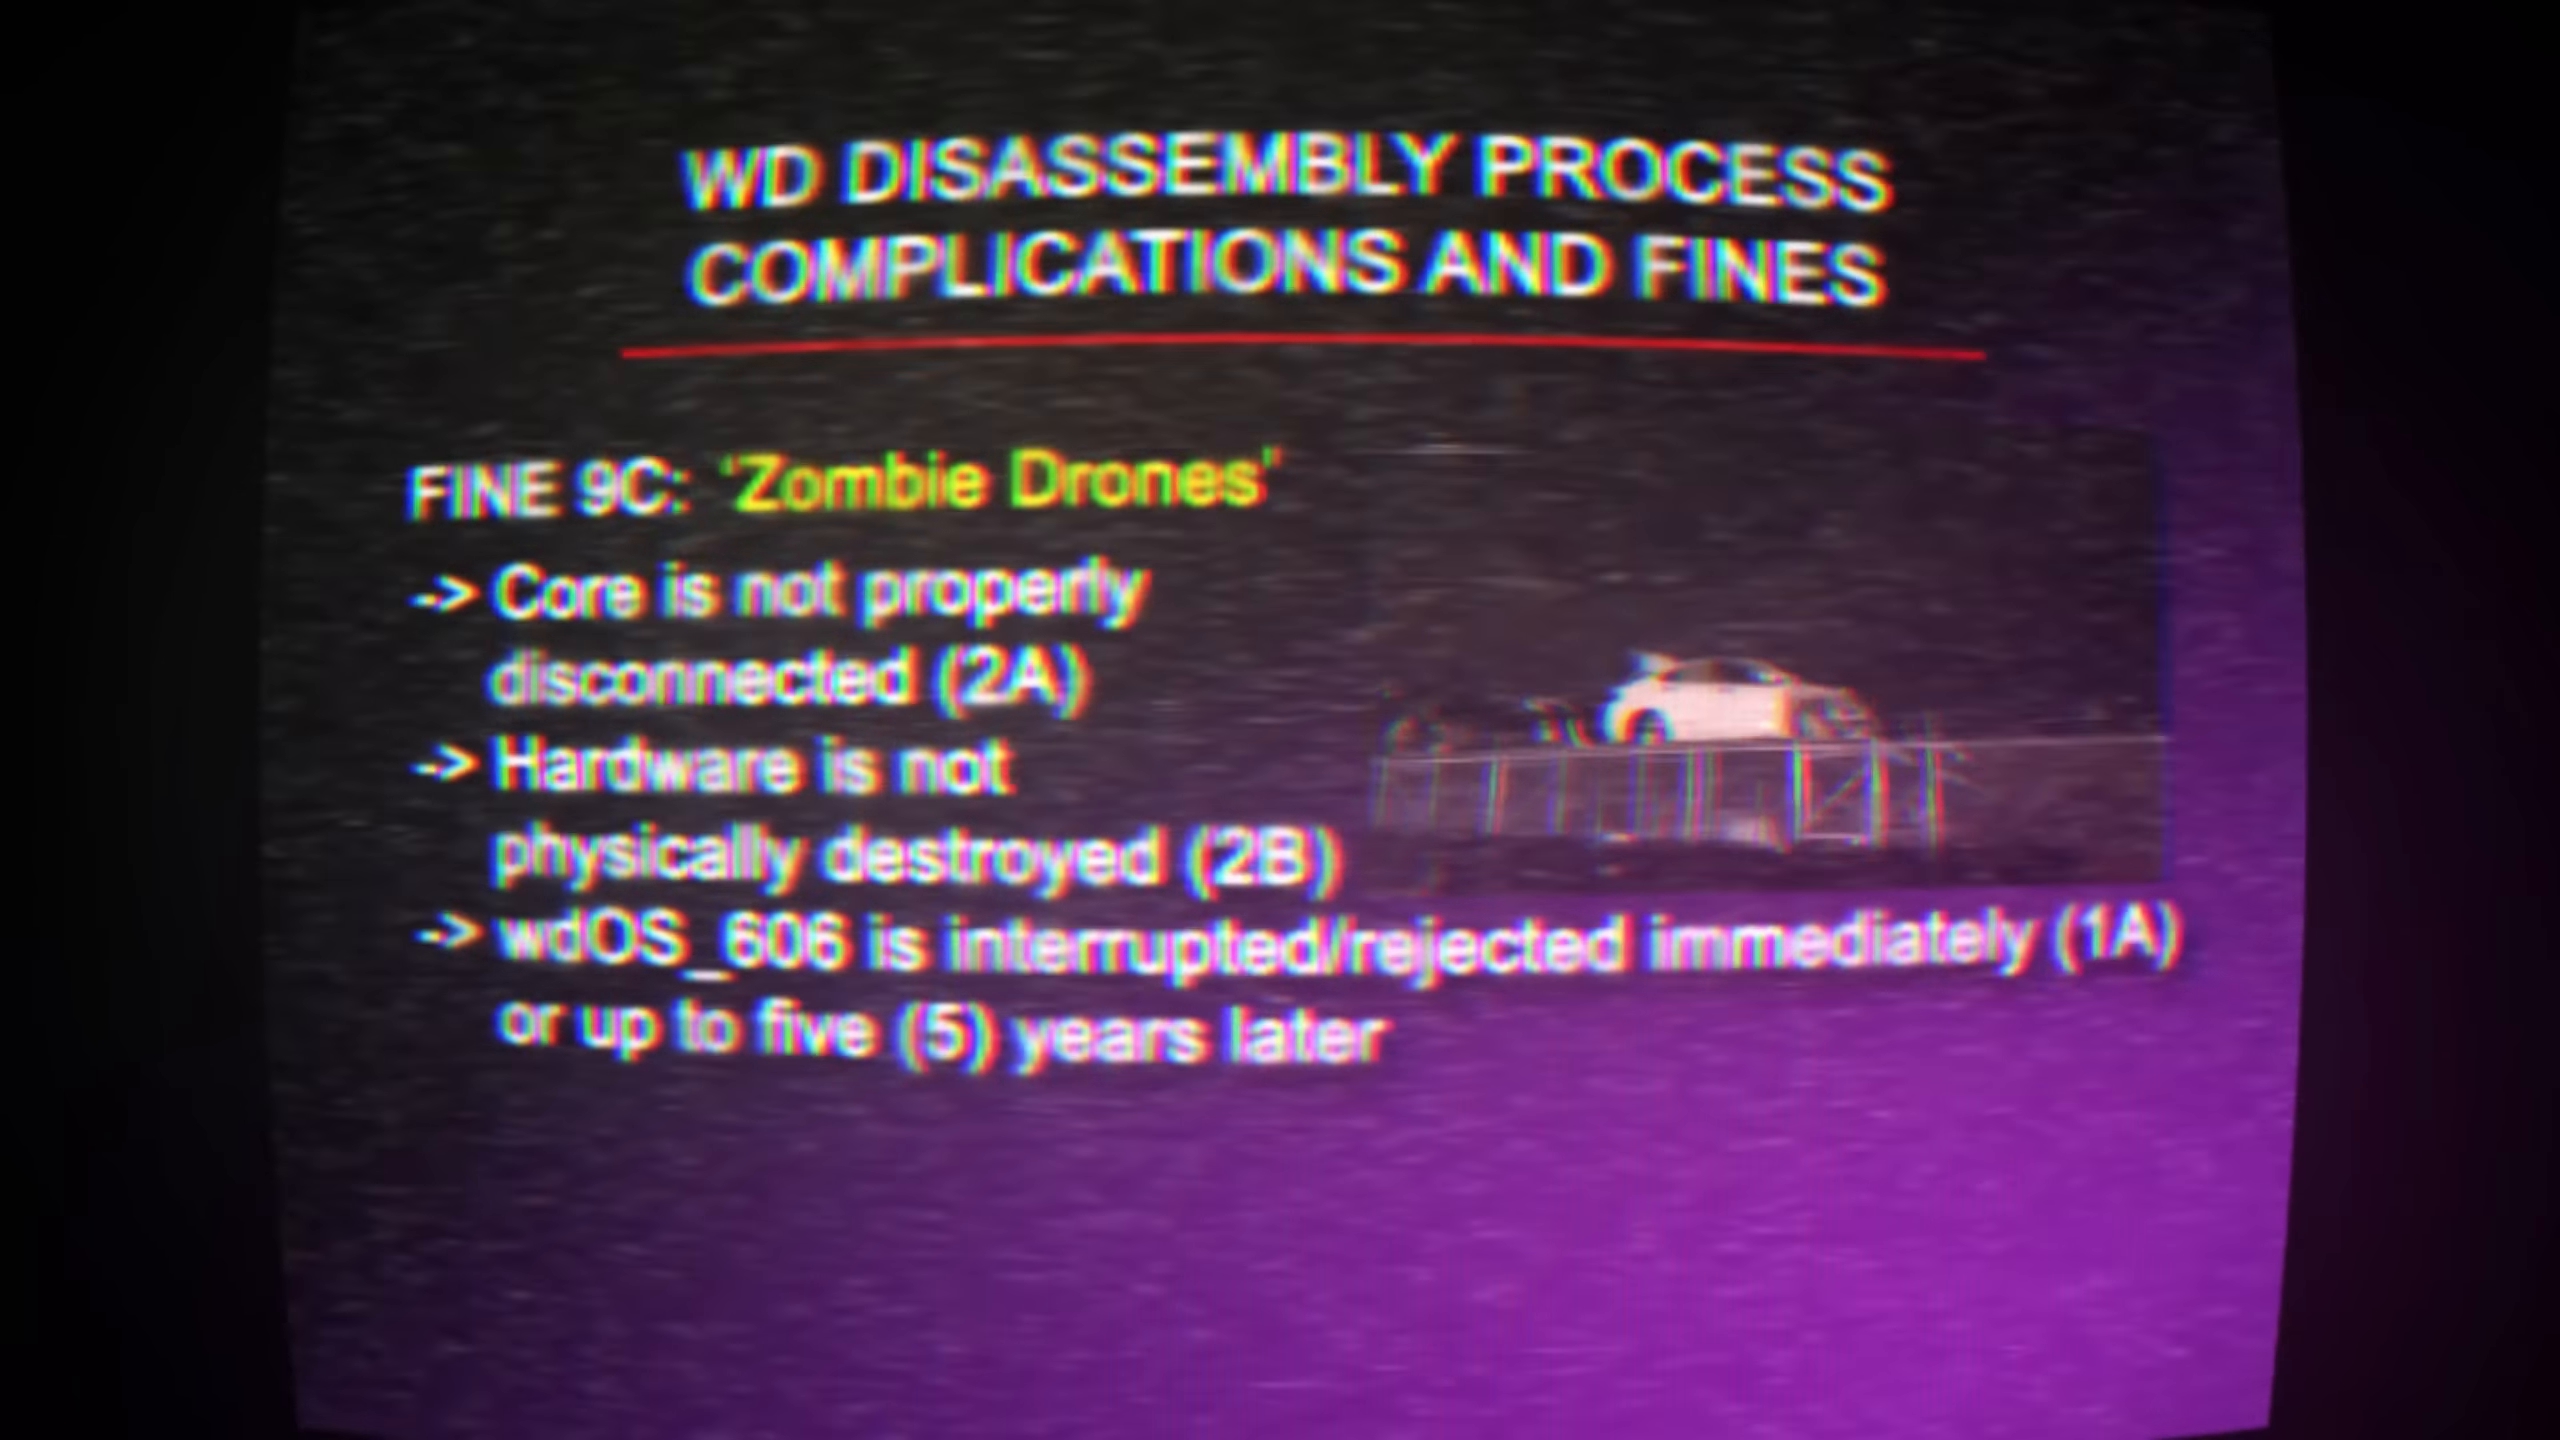 WD DISASSEMBLY PROCESS
COMPLICATIONS AND FINES
FINE 9C: 'Zombie Drones'
-> Core is not properly
disconnected (2A)
-> Hardware is not
physically destroyed (2B)
-> wdOS_606 is interrupted/rejected immediately (1A)
or up to five (5) years later